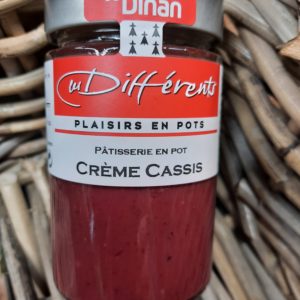 Dinan
Différents
PLAISIRS EN POTS
PÂTISSERIE EN POT
CRÈME CASSIS